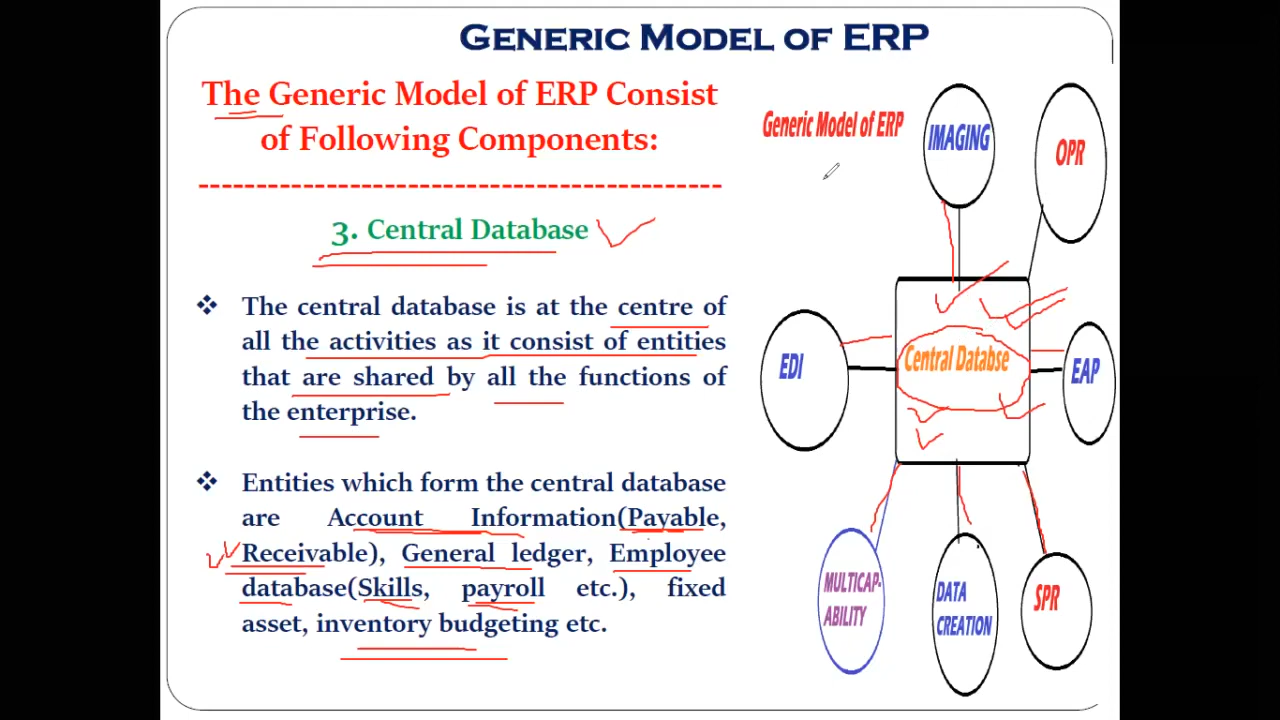 GENERIC MODEL OF ERP
The Generic Model of ERP Consist
of Following Components:
3. Central Database
❖ The central database is at the centre of
all the activities as it consist of entities
that are shared by all the functions of
the enterprise.
❖ Entities which form the central database
are Account Information(Payable,
Receivable), General ledger, Employee
database(Skills, payroll etc.), fixed
asset, inventory budgeting etc.
Generic Model of ERP
IMAGING
OPR
EDI
Central Databse
EAP
MULTICAP-
ABILITY
DATA
CREATION
SPR